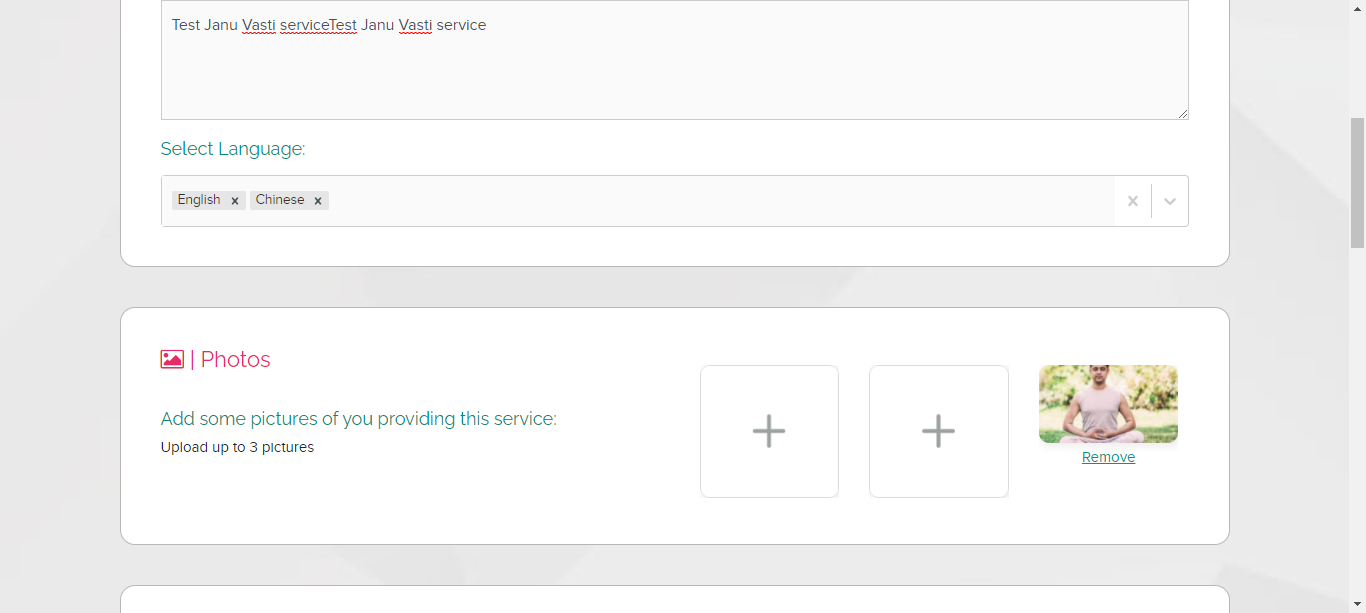 Test Janu Vasti serviceTest Janu Vasti service
Select Language:
English × Chinese ×
| Photos
Add some pictures of you providing this service:
Upload up to 3 pictures
Remove